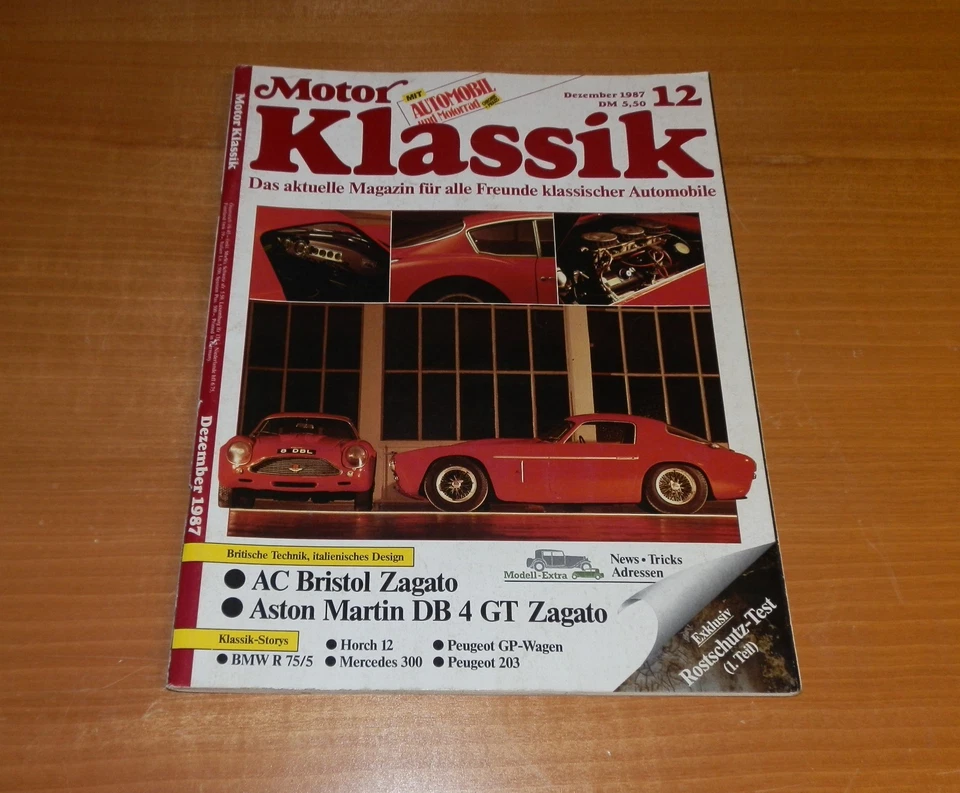 Motor Klassik
Dezember 1987
Motor
MIT
AUTOMOBIL
und Motorrad
Dezember 1987
DM 5,50
12
Klassik
Das aktuelle Magazin für alle Freunde klassischer Automobile
8 DBL
Britische Technik, italienisches Design
● AC Bristol Zagato
● Aston Martin DB 4 GT Zagato
Modell-Extra
News • Tricks
Adressen
Klassik-Storys
● BMW R 75/5
● Horch 12
● Mercedes 300
● Peugeot GP-Wagen
● Peugeot 203
Exklusiv
Rostschutz-Test
(1. Teil)